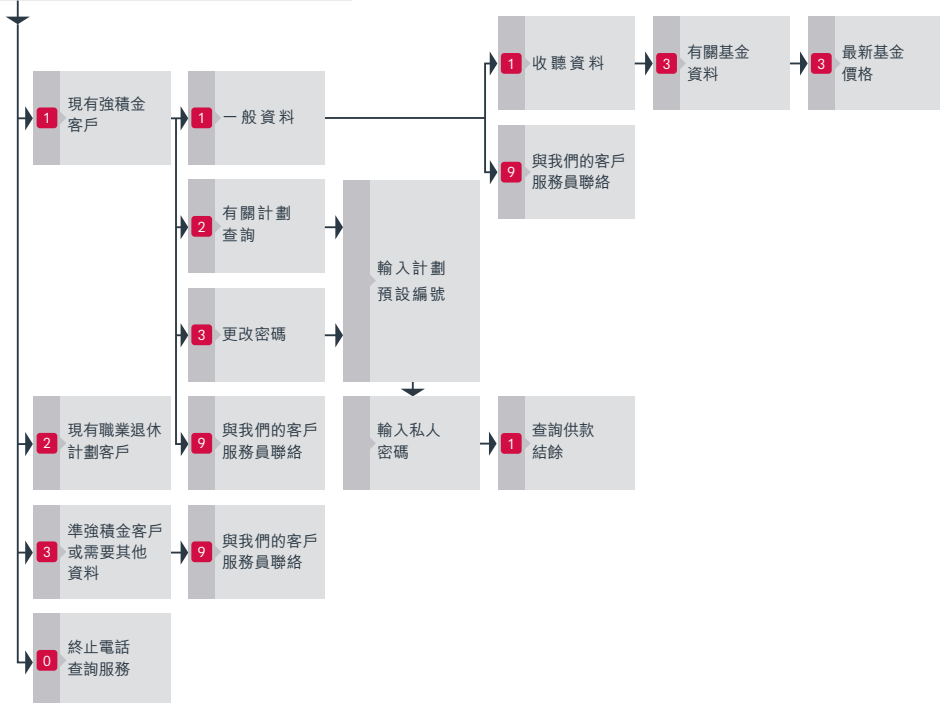 1
收聽資料
3
有關基金
資料
3
最新基金
價格
1
現有強積金
客戶
1
一般資料
9
與我們的客戶
服務員聯絡
2
有關計劃
查詢
輸入計劃
預設編號
3
更改密碼
2
現有職業退休
計劃客戶
9
與我們的客戶
服務員聯絡
輸入私人
密碼
1
查詢供款
結餘
3
準強積金客戶
或需要其他
資料
9
與我們的客戶
服務員聯絡
0
終止電話
查詢服務